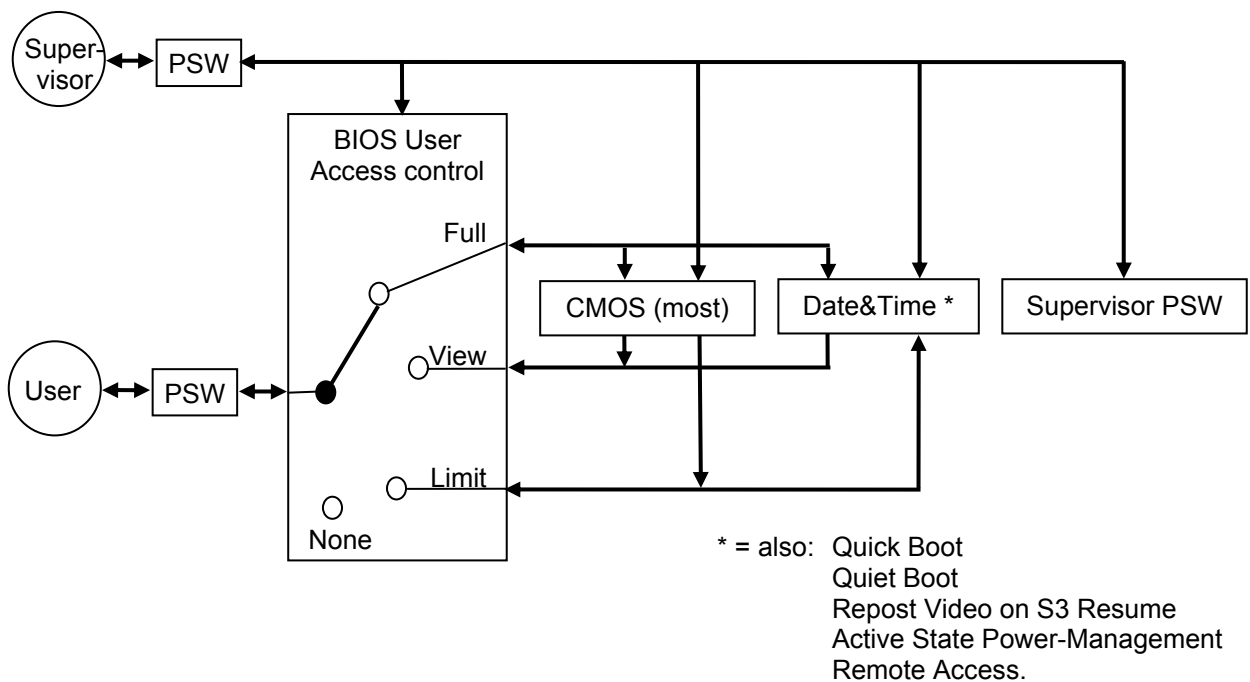 Super-
visor
PSW
BIOS User
Access control
Full
CMOS (most)
Date&Time *
Supervisor PSW
View
User
PSW
Limit
None
* = also: Quick Boot
Quiet Boot
Repost Video on S3 Resume
Active State Power-Management
Remote Access.